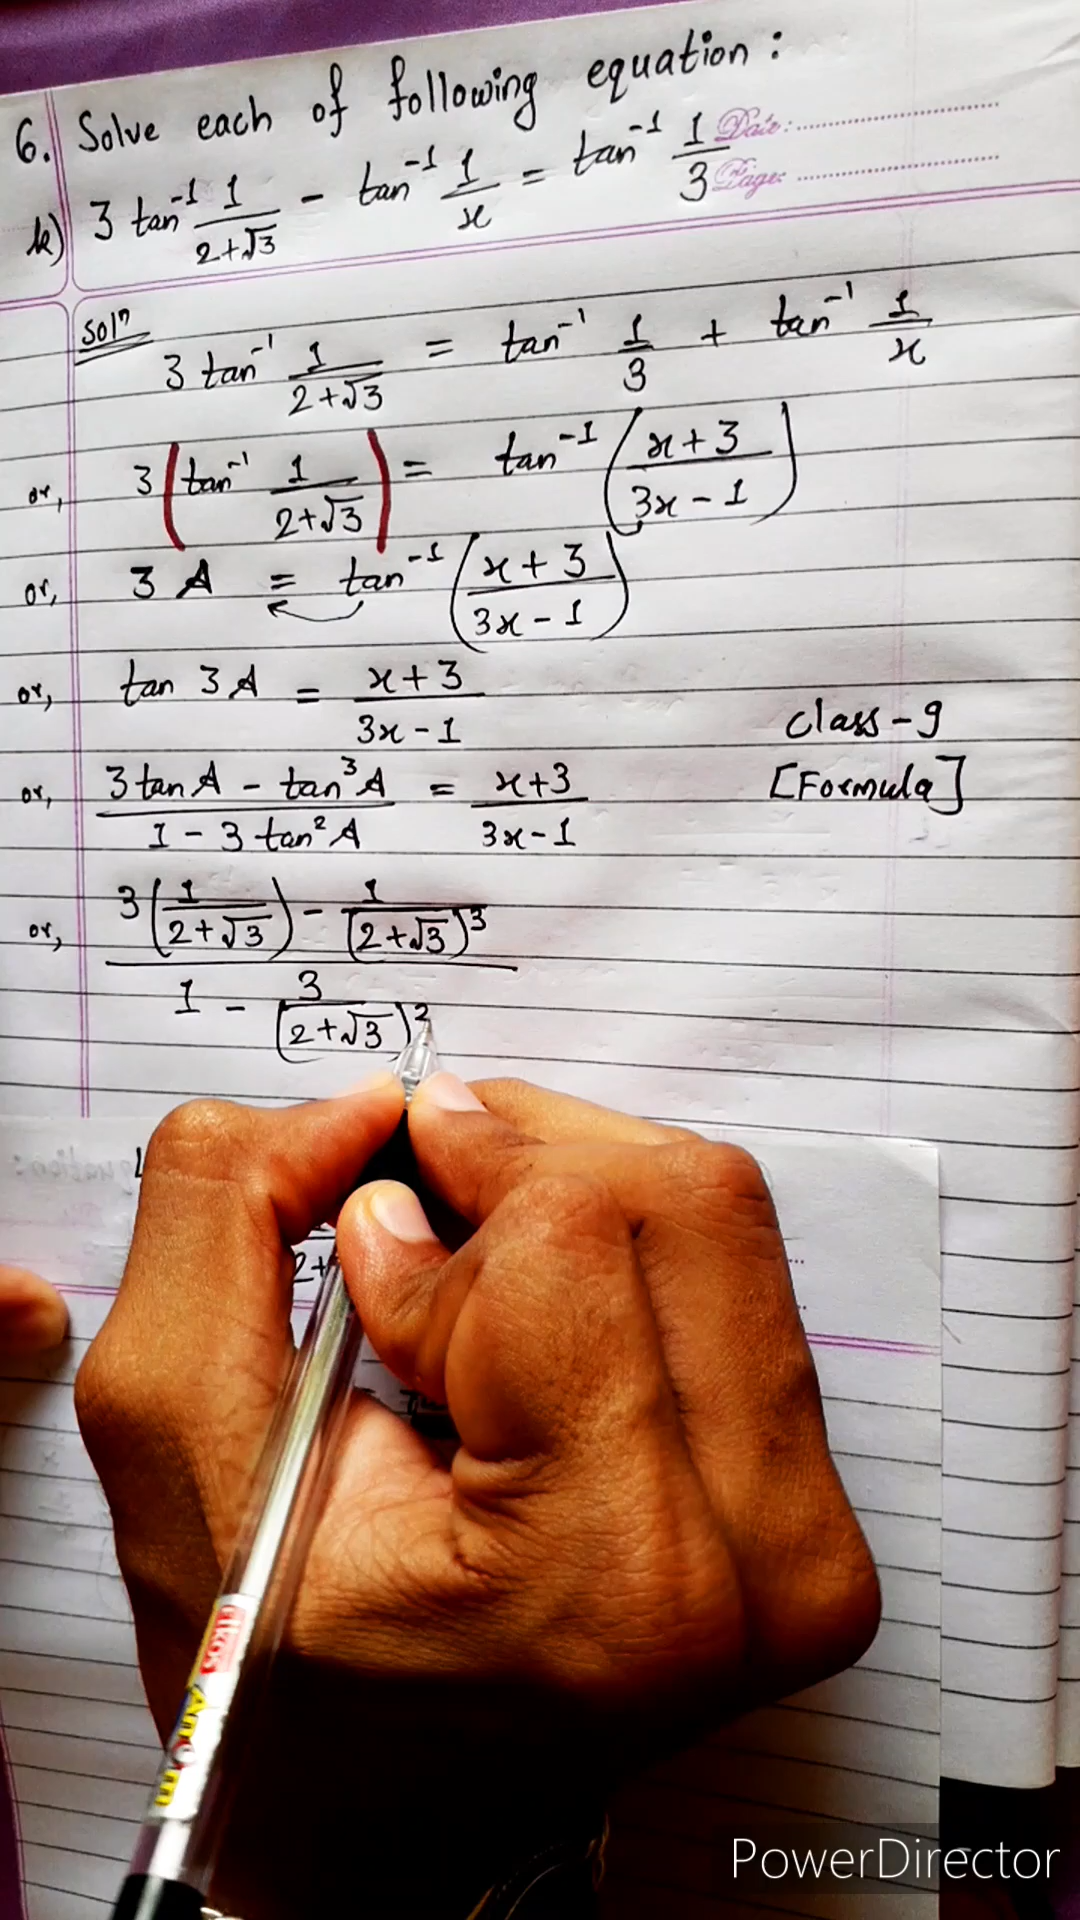 6. Solve each of following equation :
Date:
k) 3 tan⁻¹ 1/(2+√3) - tan⁻¹ 1/x = tan⁻¹ 1/3
Page:
Solⁿ
3 tan⁻¹ 1/(2+√3) = tan⁻¹ 1/3 + tan⁻¹ 1/x
or, 3(tan⁻¹ 1/(2+√3)) = tan⁻¹ ((x+3)/(3x-1))
or, 3A = tan⁻¹ ((x+3)/(3x-1))
or, tan 3A = (x+3)/(3x-1)
class-9
or, (3tanA - tan³A)/(1 - 3tan²A) = (x+3)/(3x-1)
[Formula]
or, (3(1/(2+√3)) - 1/(2+√3)³)/(1 - 3/(2+√3)²)
2+
PowerDirector